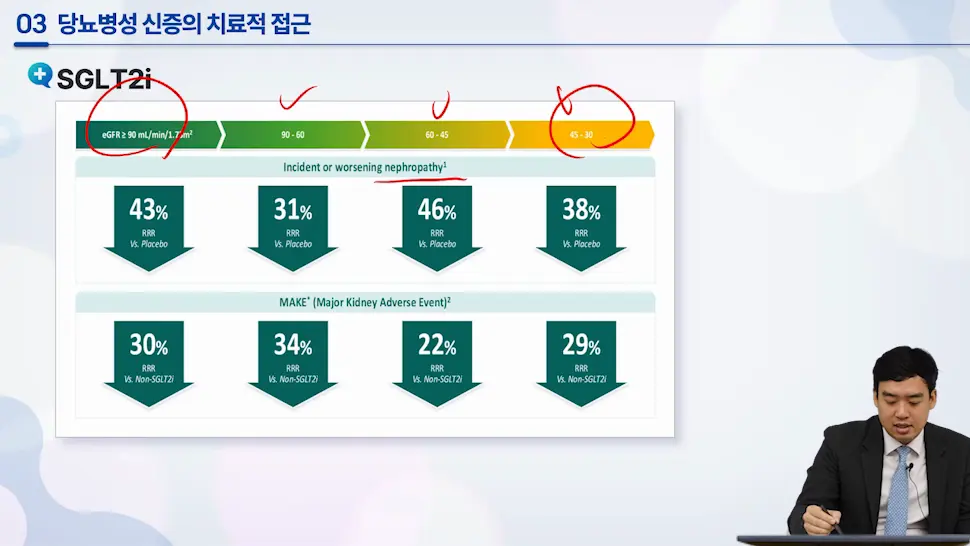 03 당뇨병성 신증의 치료적 접근
SGLT2i
eGFR ≥ 90 mL/min/1.73m²
90 - 60
60 - 45
45 - 30
Incident or worsening nephropathy¹
43% 31% 46% 38%
RRR RRR RRR RRR
Vs. Placebo Vs. Placebo Vs. Placebo Vs. Placebo
MAKE* (Major Kidney Adverse Event)²
30% 34% 22% 29%
RRR RRR RRR RRR
Vs. Non-SGLT2i Vs. Non-SGLT2i Vs. Non-SGLT2i Vs. Non-SGLT2i